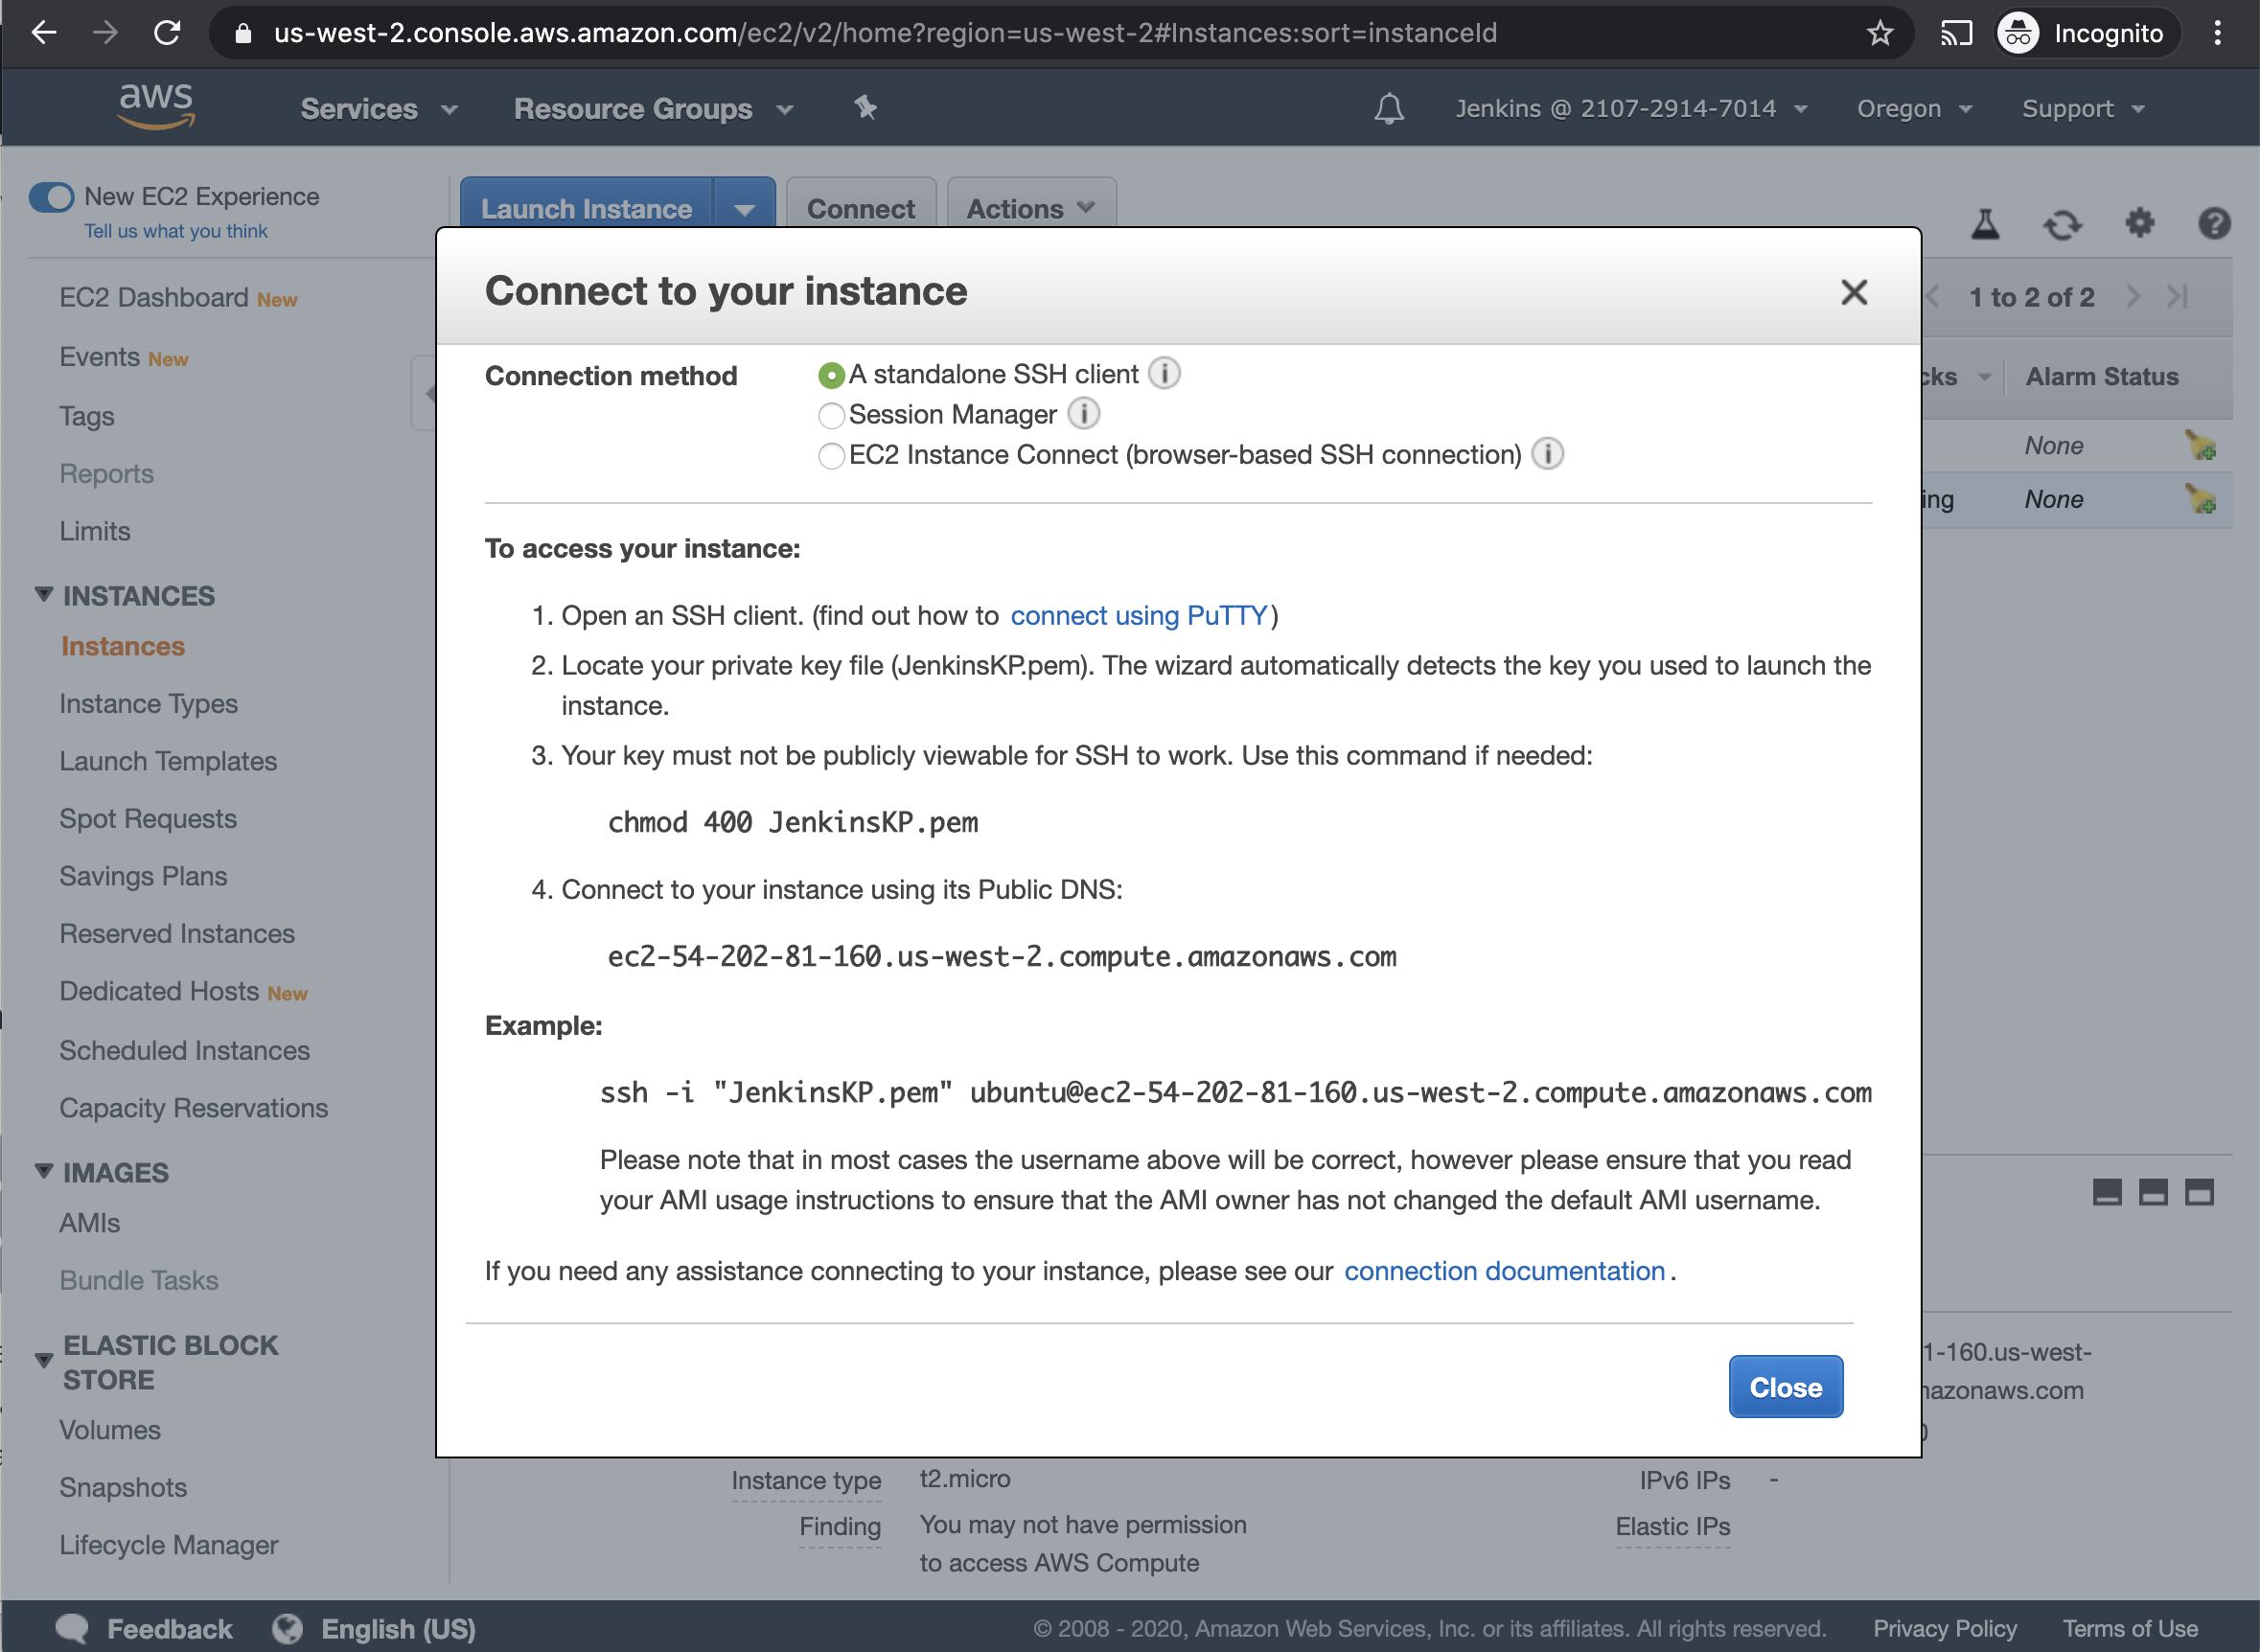 us-west-2.console.aws.amazon.com/ec2/v2/home?region=us-west-2#Instances:sort=instanceId
Incognito
aws
Services
Resource Groups
Jenkins @ 2107-2914-7014
Oregon
Support
New EC2 Experience
Tell us what you think
EC2 Dashboard New
Events New
Tags
Reports
Limits
INSTANCES
Instances
Instance Types
Launch Templates
Spot Requests
Savings Plans
Reserved Instances
Dedicated Hosts New
Scheduled Instances
Capacity Reservations
IMAGES
AMIs
Bundle Tasks
ELASTIC BLOCK
STORE
Volumes
Snapshots
Lifecycle Manager
Launch Instance
Connect
Actions
1 to 2 of 2
cks
Alarm Status
None
ing
None
Connect to your instance
Connection method
A standalone SSH client
Session Manager
EC2 Instance Connect (browser-based SSH connection)
To access your instance:
1. Open an SSH client. (find out how to connect using PuTTY)
2. Locate your private key file (JenkinsKP.pem). The wizard automatically detects the key you used to launch the
instance.
3. Your key must not be publicly viewable for SSH to work. Use this command if needed:
chmod 400 JenkinsKP.pem
4. Connect to your instance using its Public DNS:
ec2-54-202-81-160.us-west-2.compute.amazonaws.com
Example:
ssh -i "JenkinsKP.pem" ubuntu@ec2-54-202-81-160.us-west-2.compute.amazonaws.com
Please note that in most cases the username above will be correct, however please ensure that you read
your AMI usage instructions to ensure that the AMI owner has not changed the default AMI username.
If you need any assistance connecting to your instance, please see our connection documentation.
Close
1-160.us-west-
nazonaws.com
Instance type
t2.micro
IPv6 IPs
-
Finding
You may not have permission
to access AWS Compute
Elastic IPs
Feedback
English (US)
© 2008 - 2020, Amazon Web Services, Inc. or its affiliates. All rights reserved.
Privacy Policy
Terms of Use